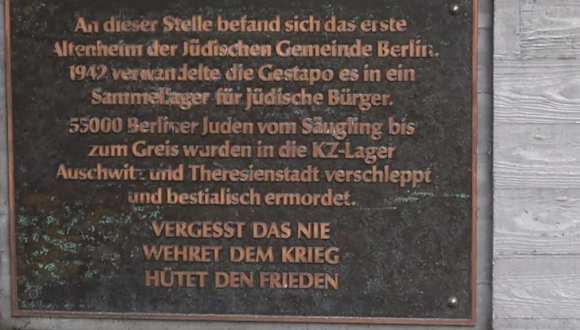 An dieser Stelle befand sich das erste
Altenheim der Jüdischen Gemeinde Berlin.
1942 verwandelte die Gestapo es in ein
Sammellager für jüdische Bürger.
55000 Berliner Juden vom Säugling bis
zum Greis wurden in die KZ-Lager
Auschwitz und Theresienstadt verschleppt
und bestialisch ermordet.
VERGESST DAS NIE
WEHRET DEM KRIEG
HÜTET DEN FRIEDEN